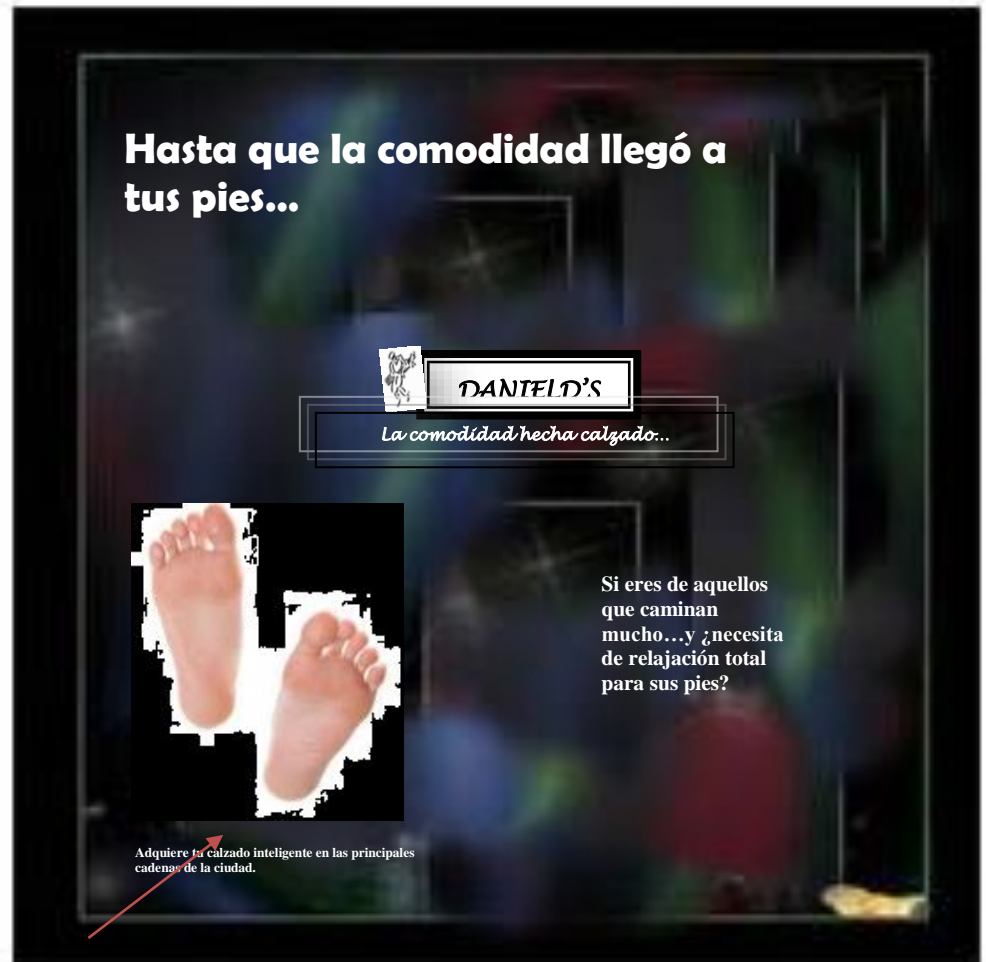 Hasta que la comodidad llegó a
tus pies...
DANIELD'S
La comodidad hecha calzado...
Si eres de aquellos
que caminan
mucho…y ¿necesita
de relajación total
para sus pies?
Adquiere tu calzado inteligente en las principales
cadenas de la ciudad.